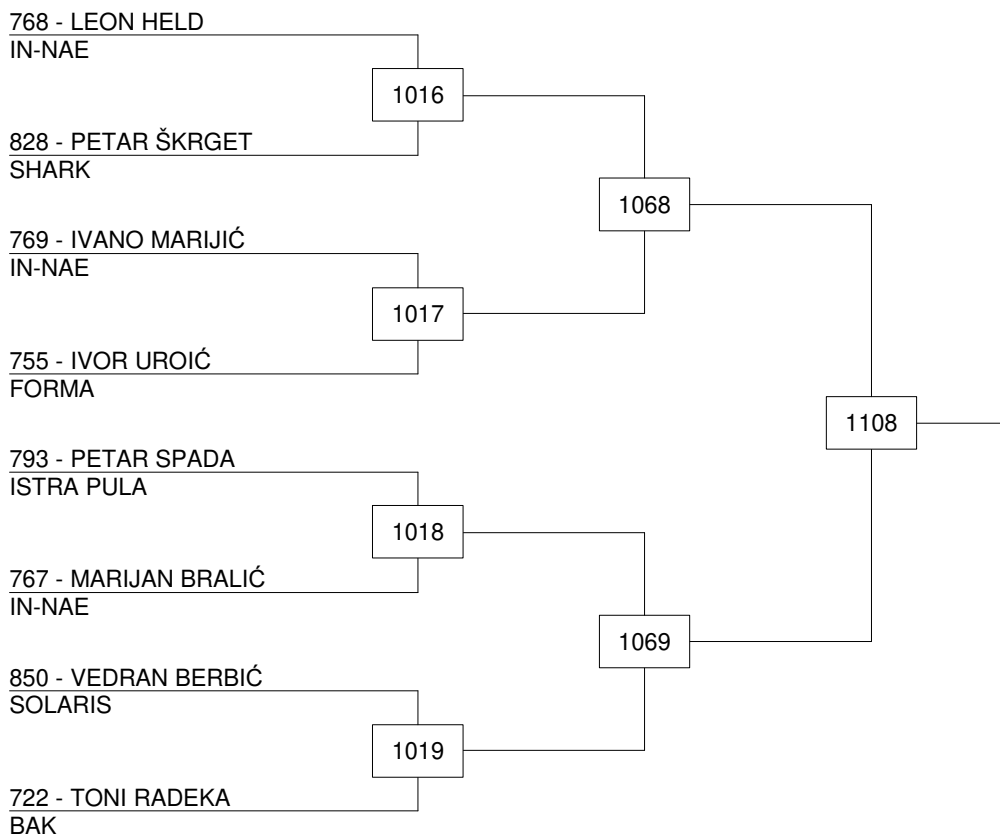 768 - LEON HELD
IN-NAE
1016
828 - PETAR ŠKRGET
SHARK
1068
769 - IVANO MARIJIĆ
IN-NAE
1017
755 - IVOR UROIĆ
FORMA
1108
793 - PETAR SPADA
ISTRA PULA
1018
767 - MARIJAN BRALIĆ
IN-NAE
1069
850 - VEDRAN BERBIĆ
SOLARIS
1019
722 - TONI RADEKA
BAK